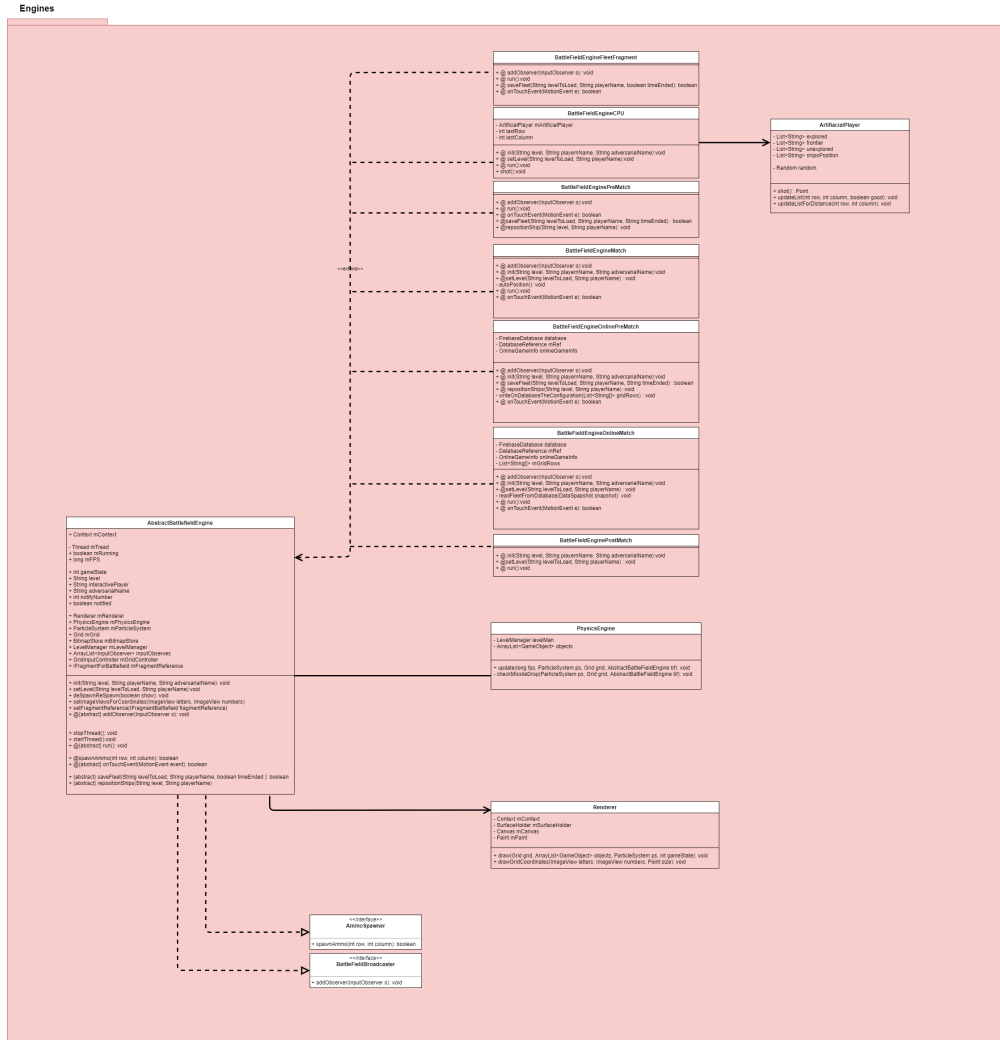 Engines
BattleFieldEngineFleetFragment
+ @ addObserver(InputObserver o) :void
+ @ run():void
+ @ saveFleet(String levelToLoad, String playerName, boolean timeEnded): boolean
+ @ onTouchEvent(MotionEvent e): boolean
BattleFieldEngineCPU
- ArtificialPlayer mArtificialPlayer
- int lastRow
- int lastColumn
+ @ init(String level, String playernName, String adversarialName):void
+ @ setLevel(String levelToLoad, String playerName):void
+ @ run():void
+ shot():void
ArtifiacialPlayer
- List<String> explored
- List<String> frontier
- List<String> unexplored
- List<String> shipsPosition
- Random random
+ shot() : Point
+ updateList(int row, int column, boolean good): void
+ updateListForDistance(int row, int column): void
BattleFieldEnginePreMatch
+ @ addObserver(InputObserver o):void
+ @ run():void
+ @ onTouchEvent(MotionEvent e): boolean
+ @saveFleet(String levelToLoad, String playerName, String timeEnded) : boolean
+ @repositionShip(String level, String playerName): void
BattleFieldEngineMatch
+ @ addObserver(InputObserver o):void
+ @ init(String level, String playernName, String adversarialName):void
+ @setLevel(String levelToLoad, String playerName) : void
- autoPosition(): void
+ @ run():void
+ @ onTouchEvent(MotionEvent e): boolean
<<extend>>
BattleFieldEngineOnlinePreMatch
- FirebaseDatabase database
- DatabaseReference mRef
- OnlineGameInfo onlineGameInfo
+ @ addObserver(InputObserver o):void
+ @ init(String level, String playernName, String adversarialName):void
+ @ saveFleet(String levelToLoad, String playerName, String timeEnded) : boolean
+ @ repositionShips(String level, String playerName): void
- writeOnDatabaseTheConfiguration(List<String[]> gridRows) : void
+ @ onTouchEvent(MotionEvent e): boolean
BattleFieldEngineOnlineMatch
- FirebaseDatabase database
- DatabaseReference mRef
- OnlineGameInfo onlineGameInfo
- List<String[]> mGridRows
+ @ addObserver(InputObserver o):void
+ @ init(String level, String playernName, String adversarialName):void
+ @setLevel(String levelToLoad, String playerName) : void
- readFleetFromDatabase(DataSpapshot snapshot): void
+ @ run():void
+ @ onTouchEvent(MotionEvent e): boolean
BattleFieldEnginePostMatch
+ @ init(String level, String playernName, String adversarialName):void
+ @setLevel(String levelToLoad, String playerName) : void
+ @ run():void
AbstractBattlefieldEngine
+ Context mContext
- Thread mTread
+ boolean mRunning
+ long mFPS
+ int gameState
+ String level
+ String interactivePlayer
+ String adversarialName
+ int notifyNumber
+ boolean notified
+ Renderer mRenderer
+ PhysicsEngine mPhysicsEngine
+ ParticleSystem mParticleSystem
+ Grid mGrid
+ BitmapStore mBitmapStore
+ LevelManager mLevelManager
+ ArrayList<InputObserver> inputObserves
+ GridInputController mGridController
+ IFragmentForBattlefield mFragmentReference
+ init(String level, String playerName, String adversariaName): void
+ setLevel(String levelToLoad, String playerName):void
+ deSpawnReSpawn(boolean show): void
+ setImageViewsForCoordinates(ImageView letters, ImageView numbers)
+ setFragmentReference(IFragmentBattlefield fragmentReference)
+ @{abstract} addObserver(InputObserver o): void
+ stopThread(): void
+ startThread():void
+ @{abstract} run(): void
+ @spawnAmmo(int row, int column): boolean
+ @{abstract} onTouchEvent(MotionEvent event): boolean
+ {abstract} saveFleet(String levelToLoad, String playerName, boolean timeEnded ): boolean
+ {abstract} repositionShips(String level, String playerName)
PhysicsEngine
- LevelManager levelMan
- ArrayList<GameObject> objects
+ update(long fps, ParticleSystem ps, Grid grid, AbstractBattleFieldEngine bf): void
- checkMissileDrop(ParticleSystem ps, Grid grid, AbstractBattleFieldEngine bf): void
Renderer
- Context mContext
- SurfaceHolder mSurfaceHolder
- Canvas mCanvas
- Paint mPaint
+ draw(Grid grid, ArrayList<GameObject> objects, ParticleSystem ps, int gameState): void
+ drawGridCoordinates(ImageView letters, ImageView numbers, Point size): void
<<interface>>
AmmoSpawner
+ spawnAmmo(int row, int column): boolean
<<interface>>
BattleFieldBroadcaster
+ addObserver(InputObserver o): void